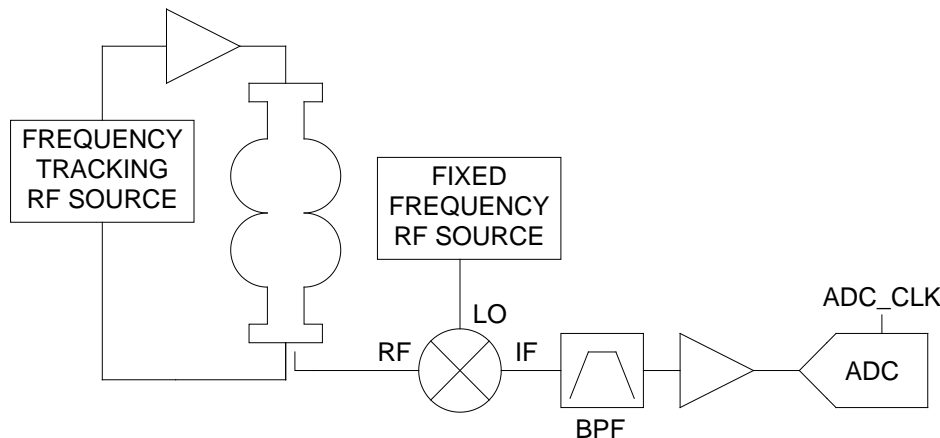 FREQUENCY
TRACKING
RF SOURCE
FIXED
FREQUENCY
RF SOURCE
LO
RF
IF
BPF
ADC_CLK
ADC